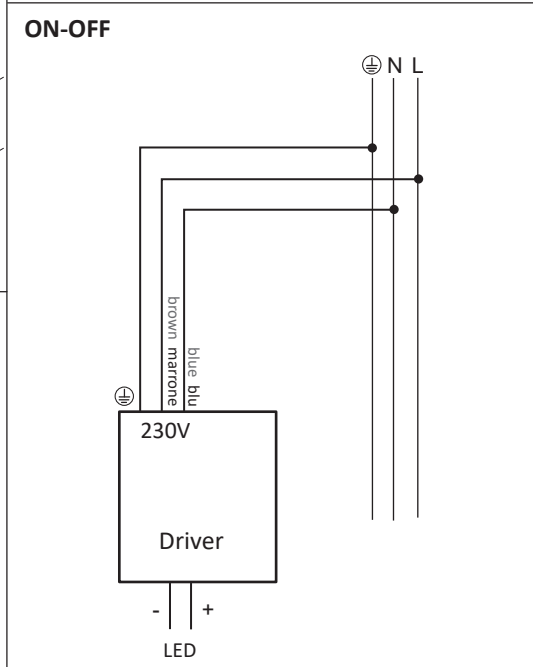 ON-OFF
⏚ N L
brown marrone
blue blu
⏚
230V
Driver
- +
LED